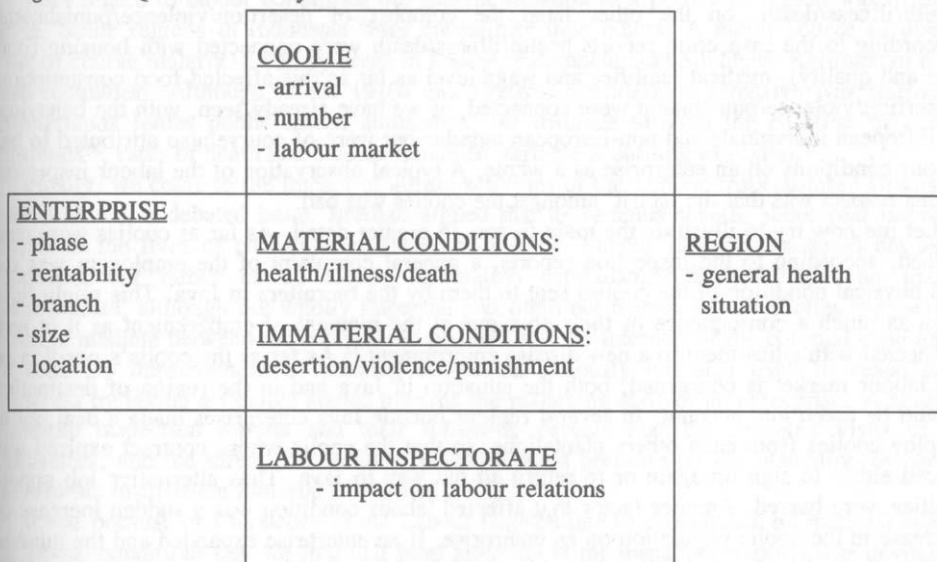 COOLIE
- arrival
- number
- labour market
ENTERPRISE
- phase
- rentability
- branch
- size
- location
MATERIAL CONDITIONS:
health/illness/death
IMMATERIAL CONDITIONS:
desertion/violence/punishment
REGION
- general health
situation
LABOUR INSPECTORATE
- impact on labour relations